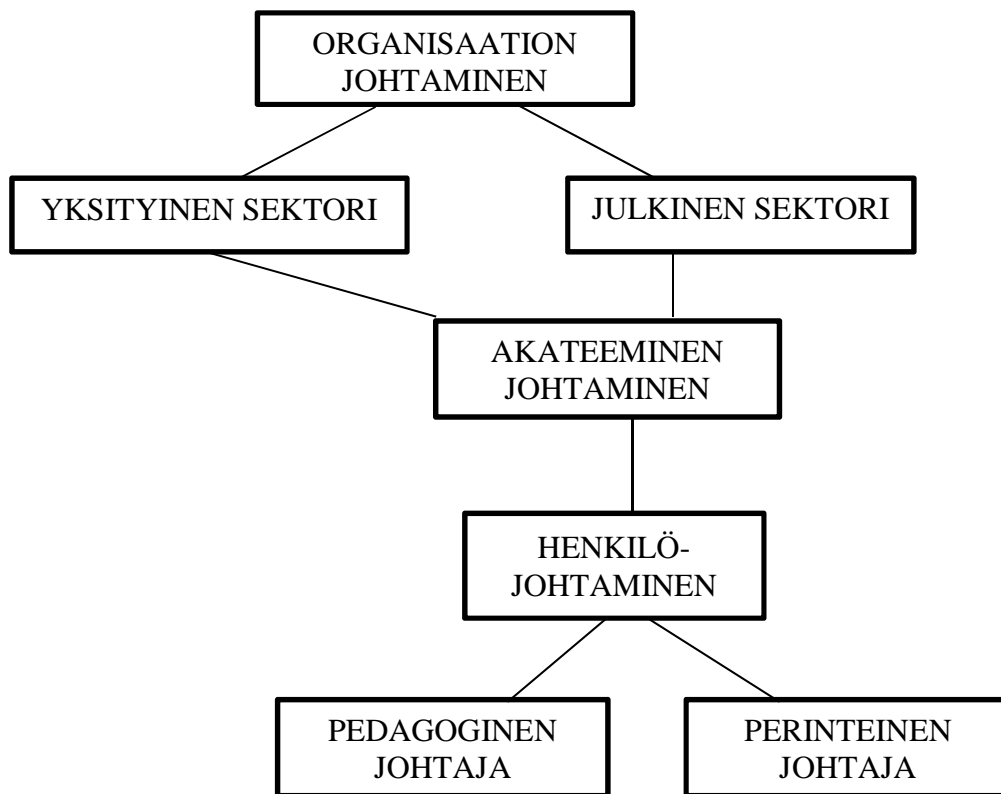 ORGANISAATION
JOHTAMINEN
YKSITYINEN SEKTORI
JULKINEN SEKTORI
AKATEEMINEN
JOHTAMINEN
HENKILÖ-
JOHTAMINEN
PEDAGOGINEN
JOHTAJA
PERINTEINEN
JOHTAJA